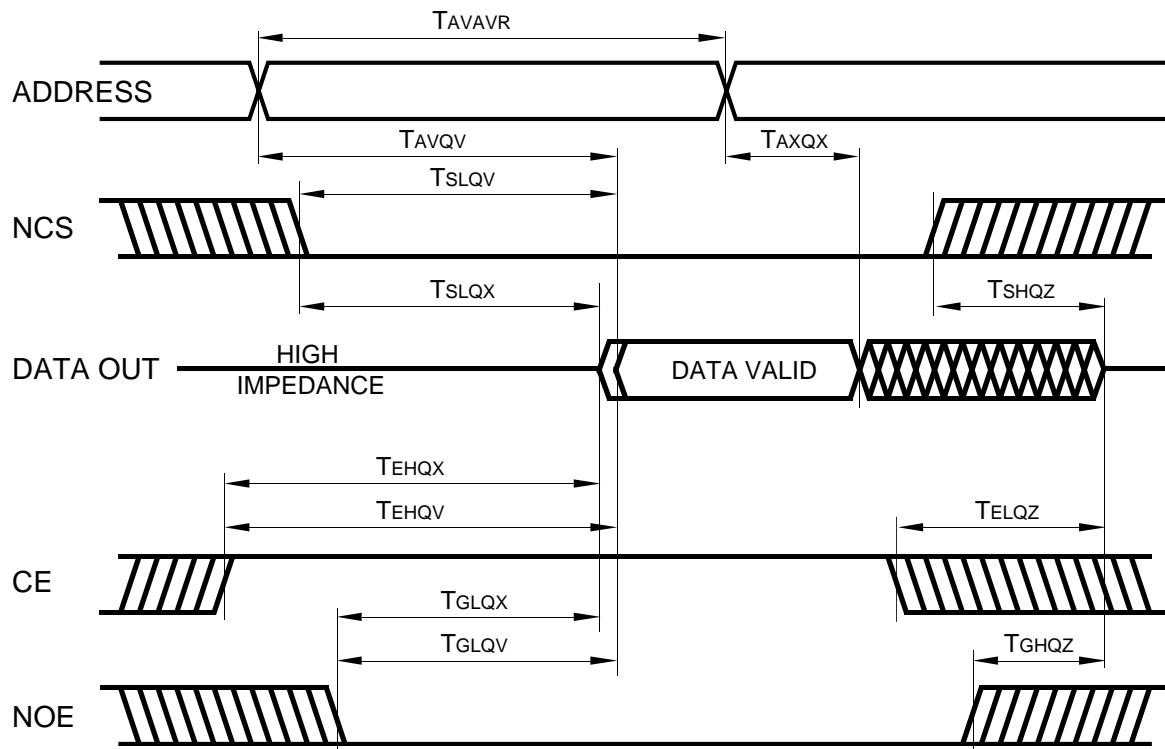 TAVAVR
ADDRESS
TAVQV
TAXQX
TSLQV
NCS
TSLQX
TSHQZ
DATA OUT
HIGH
IMPEDANCE
DATA VALID
TEHQX
TEHQV
TELQZ
CE
TGLQX
TGLQV
TGHQZ
NOE